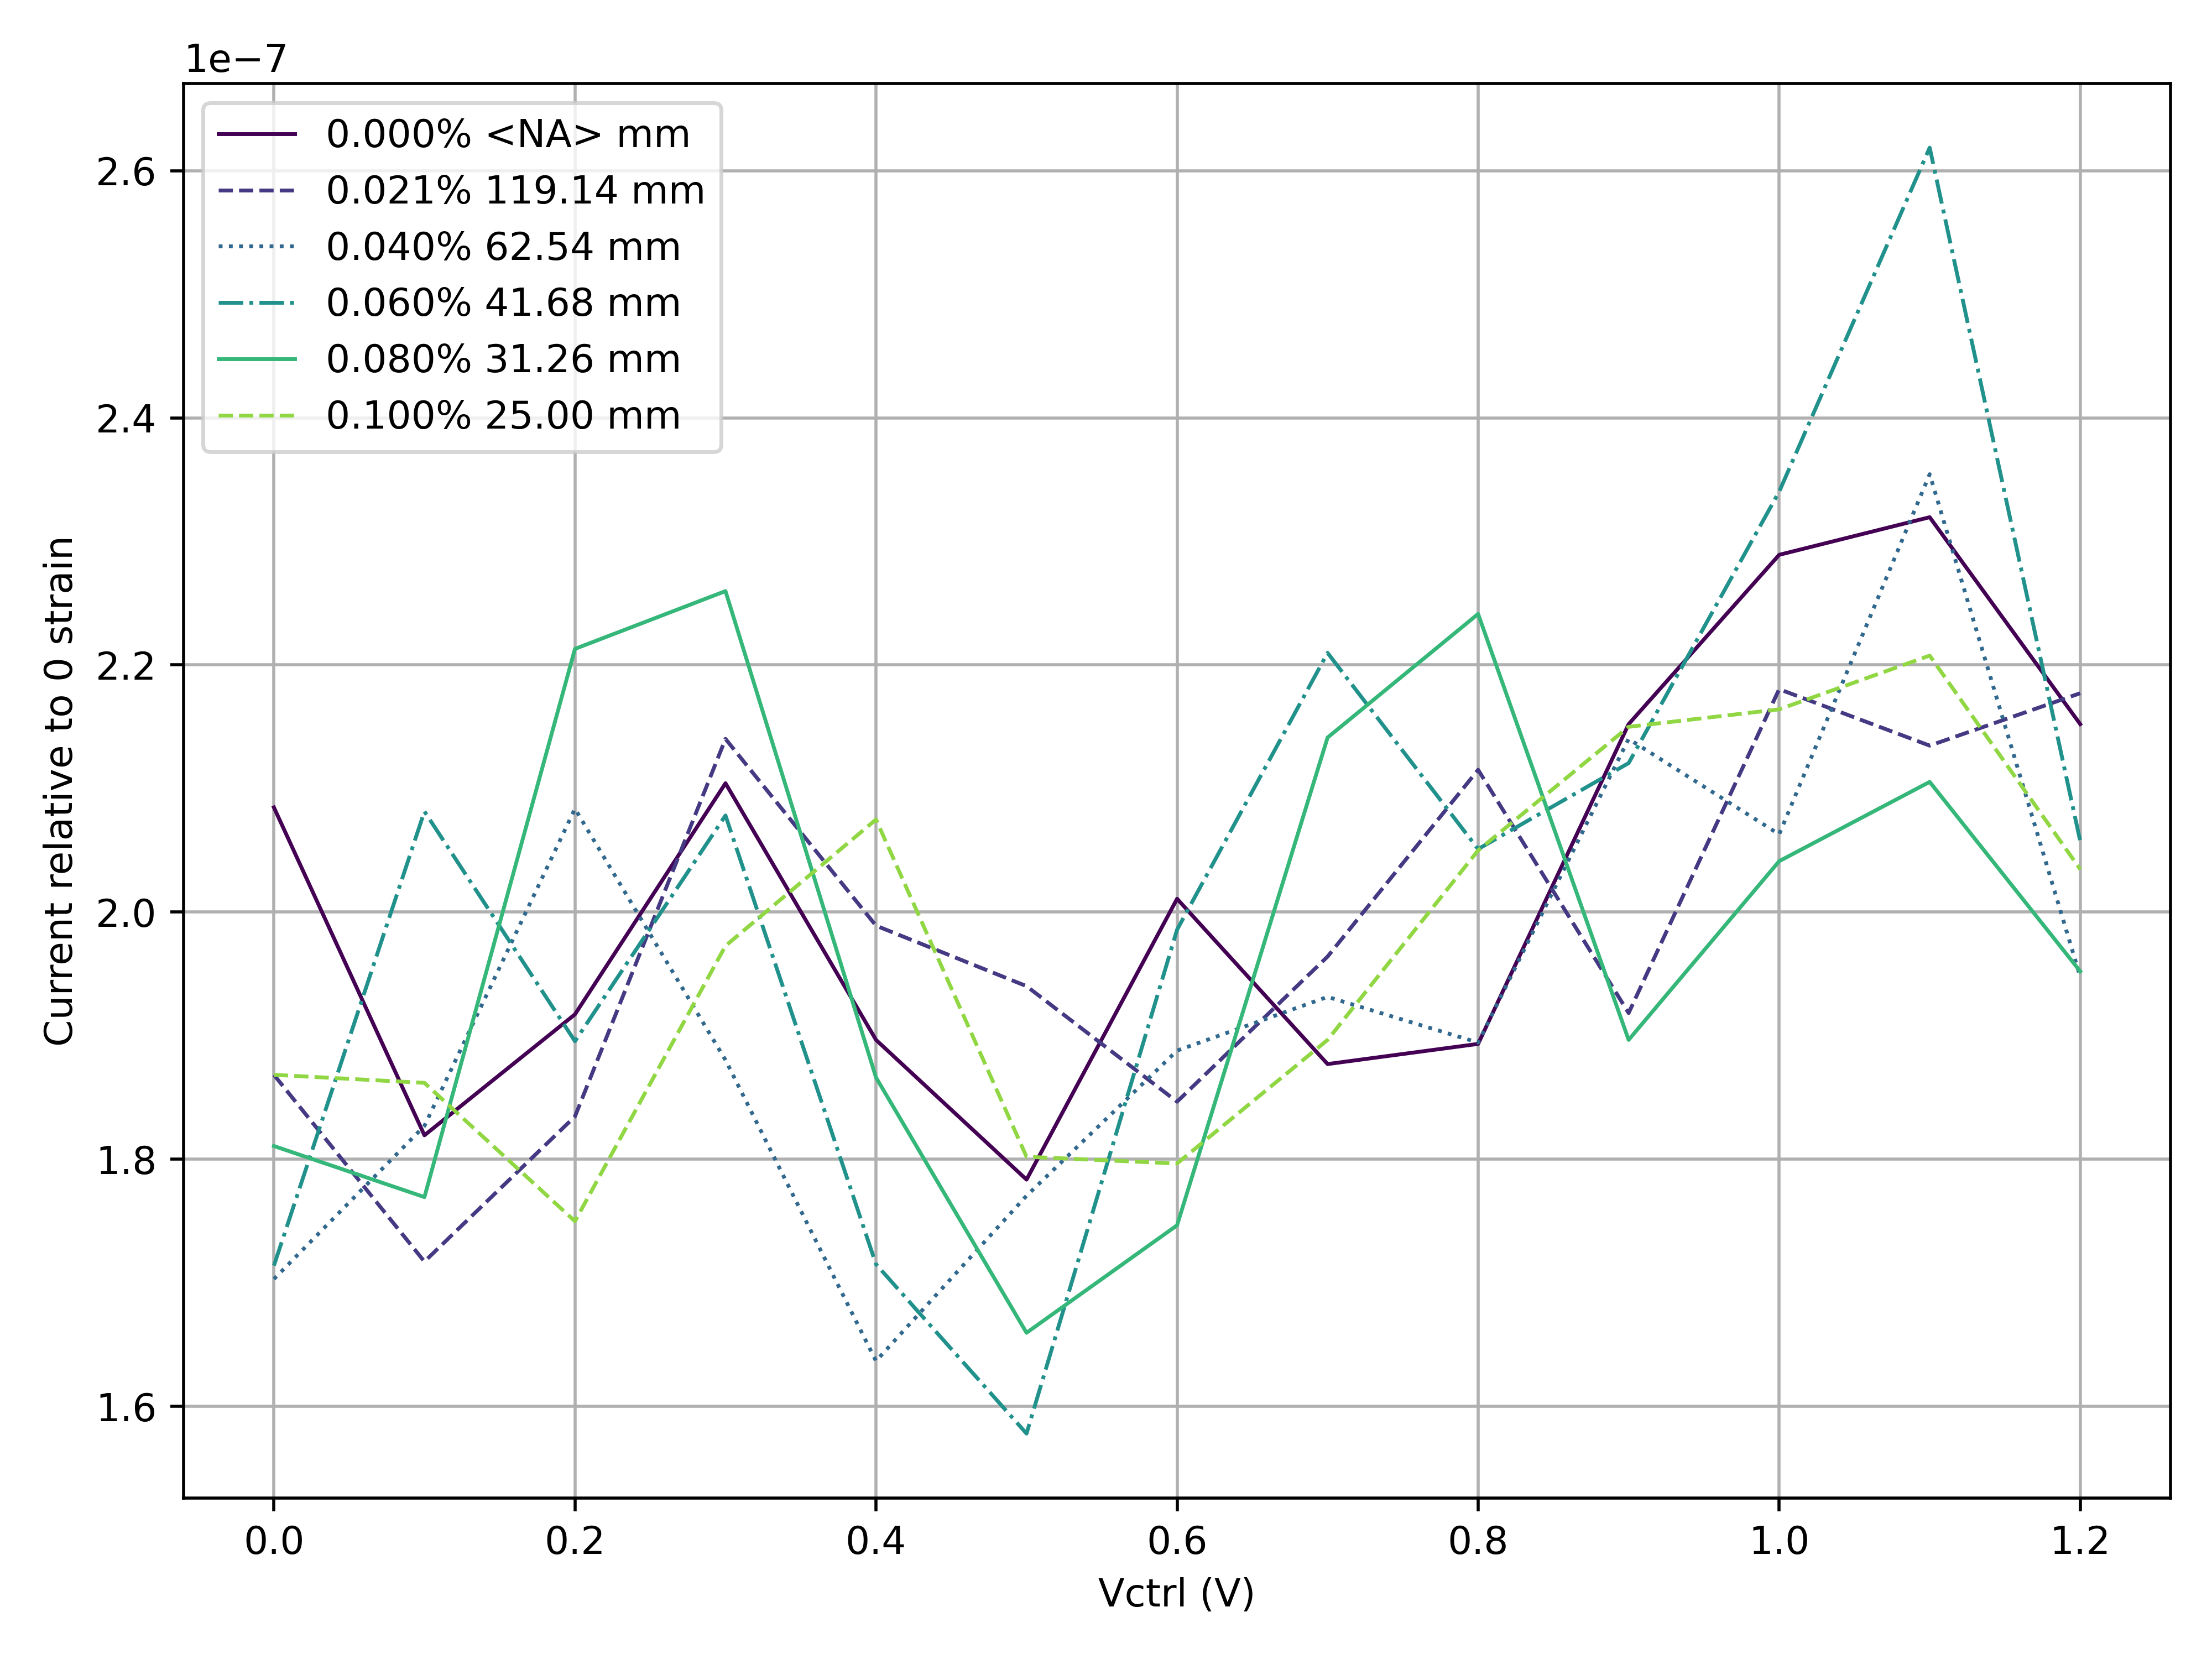 1e−7
0.000% <NA> mm
0.021% 119.14 mm
0.040% 62.54 mm
0.060% 41.68 mm
0.080% 31.26 mm
0.100% 25.00 mm
2.6
2.4
2.2
2.0
1.8
1.6
Current relative to 0 strain
0.0 0.2 0.4 0.6 0.8 1.0 1.2
Vctrl (V)